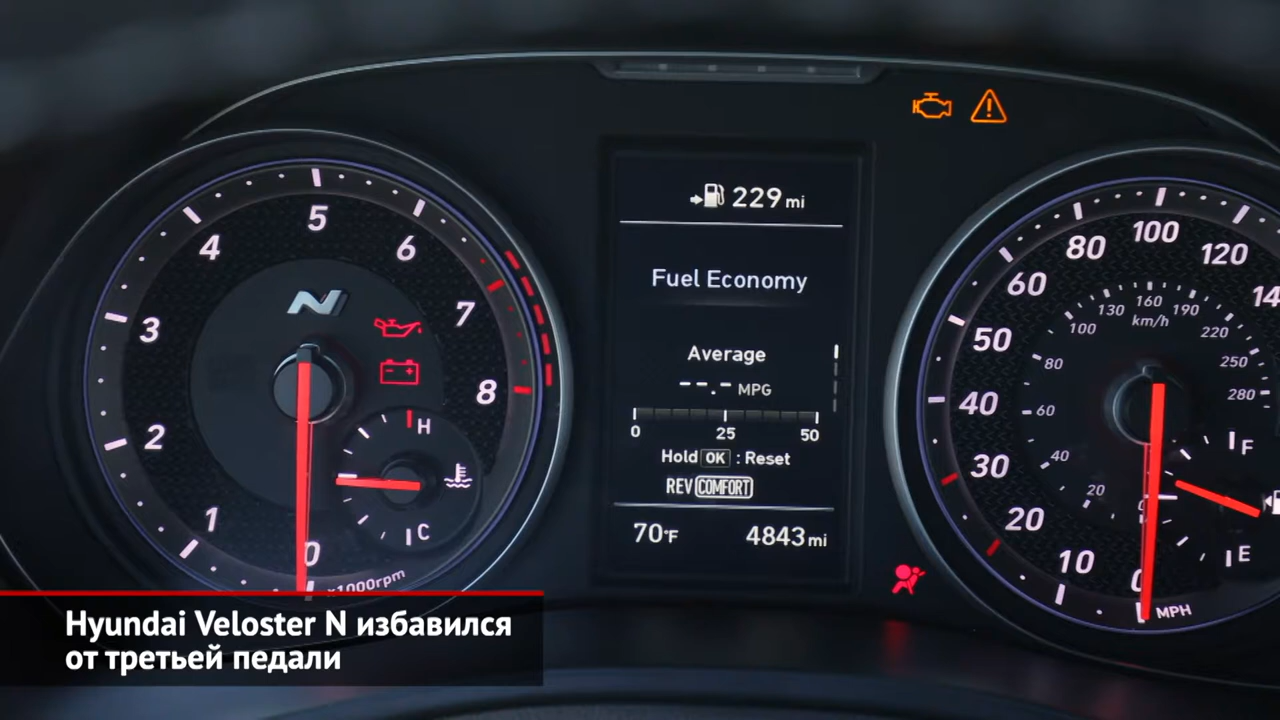 5
4
6
3
7
2
8
1
0
x1000rpm
N
H
C
229 mi
Fuel Economy
Average
--.- MPG
0 25 50
Hold OK : Reset
REV COMFORT
70°F 4843 mi
100
80
120
60
14
50
40
30
20
10
0
MPH
160
130 190
km/h
100 220
80 250
60 280
40
20
0
F
E
Hyundai Veloster N избавился
от третьей педали